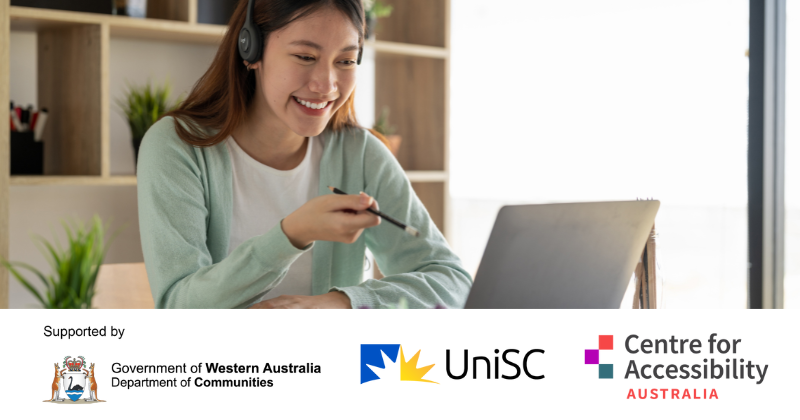 Supported by
Government of Western Australia
Department of Communities
UniSC
Centre for
Accessibility
AUSTRALIA